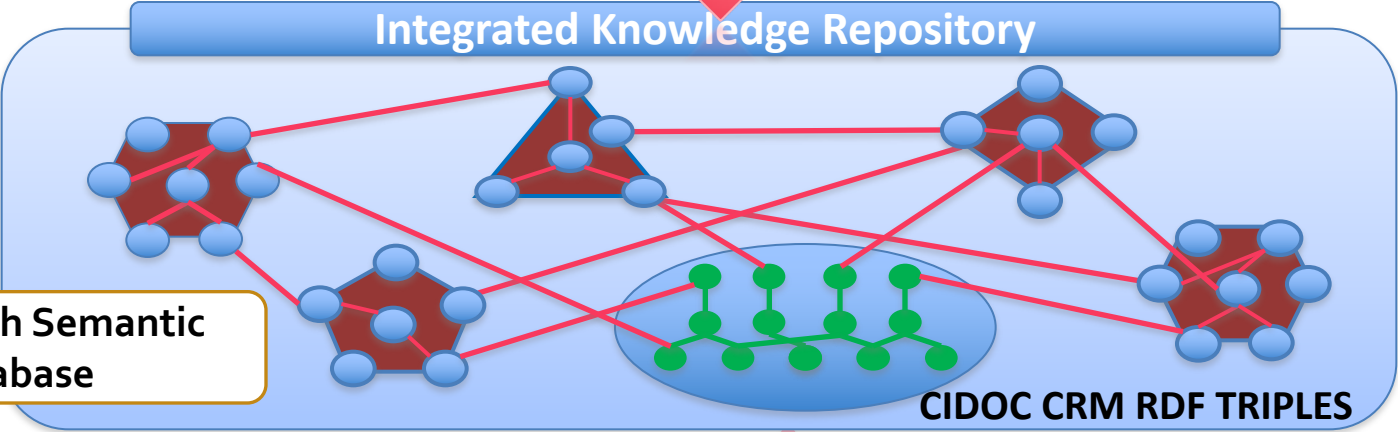 Integrated Knowledge Repository
h Semantic
abase
CIDOC CRM RDF TRIPLES